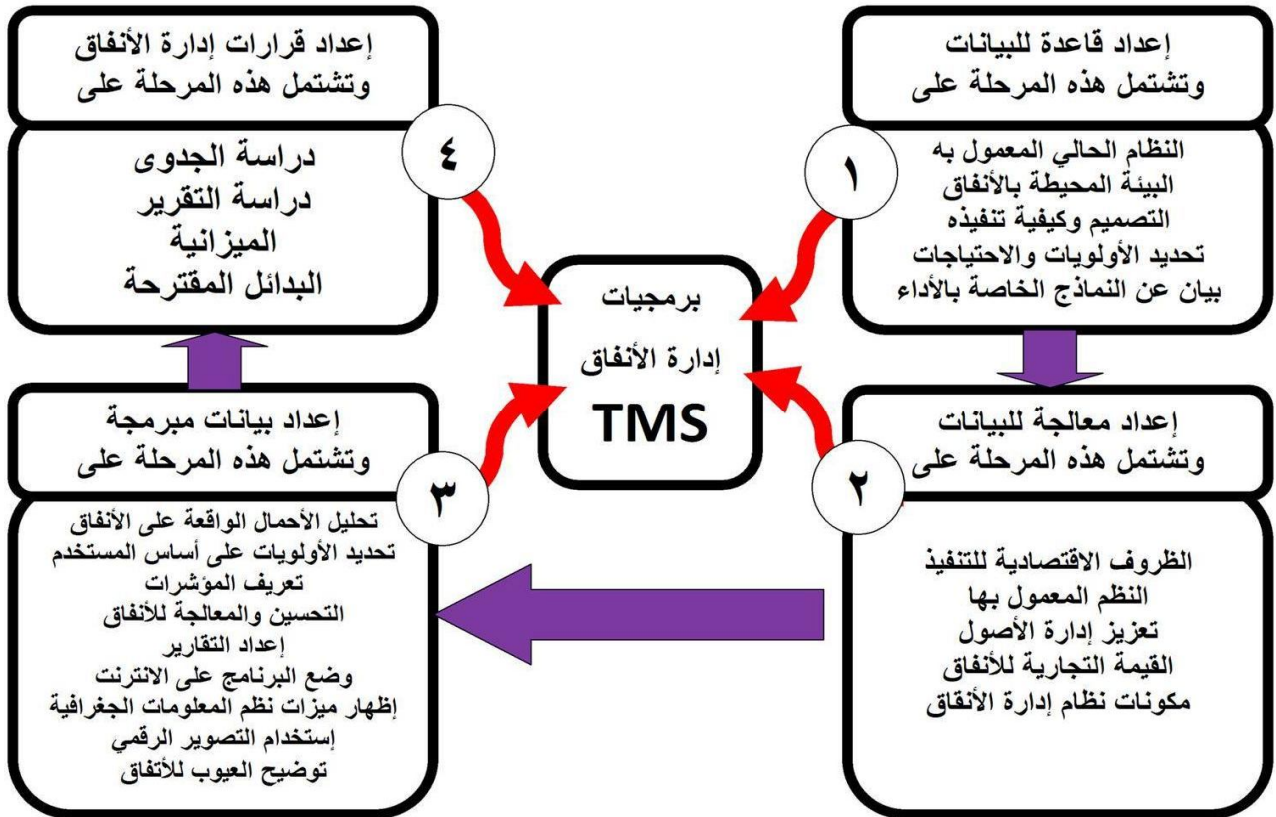 إعداد قاعدة للبيانات
وتشتمل هذه المرحلة على
١
النظام الحالي المعمول به
البيئة المحيطة بالأنفاق
التصميم وكيفية تنفيذه
تحديد الأولويات والاحتياجات
بيان عن النماذج الخاصة بالأداء
إعداد معالجة للبيانات
وتشتمل هذه المرحلة على
٢
الظروف الاقتصادية للتنفيذ
النظم المعمول بها
تعزيز إدارة الأصول
القيمة التجارية للأنفاق
مكونات نظام إدارة الأنقاق
إعداد بيانات مبرمجة
وتشتمل هذه المرحلة على
٣
تحليل الأحمال الواقعة على الأنفاق
تحديد الأولويات على أساس المستخدم
تعريف المؤشرات
التحسين والمعالجة للأنفاق
إعداد التقارير
وضع البرنامج على الانترنت
إظهار ميزات نظم المعلومات الجغرافية
إستخدام التصوير الرقمي
توضيح العيوب للأتفاق
إعداد قرارات إدارة الأنفاق
وتشتمل هذه المرحلة على
٤
دراسة الجدوى
دراسة التقرير
الميزانية
البدائل المقترحة
برمجيات
إدارة الأنفاق
TMS